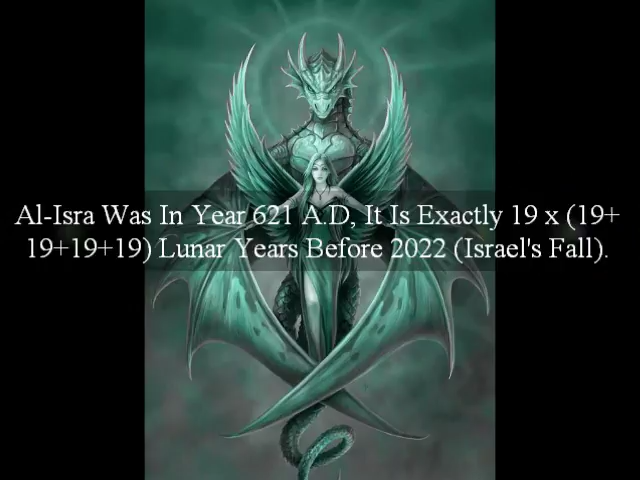 Al-Isra Was In Year 621 A.D, It Is Exactly 19 x (19+
19+19+19) Lunar Years Before 2022 (Israel's Fall).